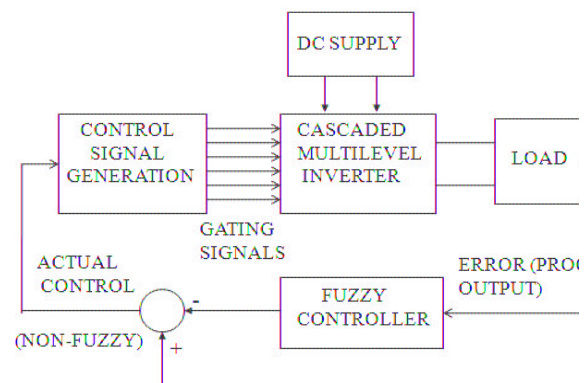 DC SUPPLY
CONTROL
SIGNAL
GENERATION
CASCADED
MULTILEVEL
INVERTER
LOAD
GATING
SIGNALS
ACTUAL
CONTROL
(NON-FUZZY)
-
+
FUZZY
CONTROLLER
ERROR (PROC
OUTPUT)